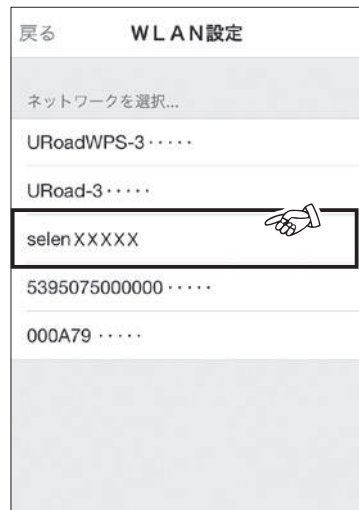 戻る WLAN設定
ネットワークを選択...
URoadWPS-3・・・・・
URoad-3・・・・・
selenXXXXX
5395075000000・・・・・
000A79・・・・・